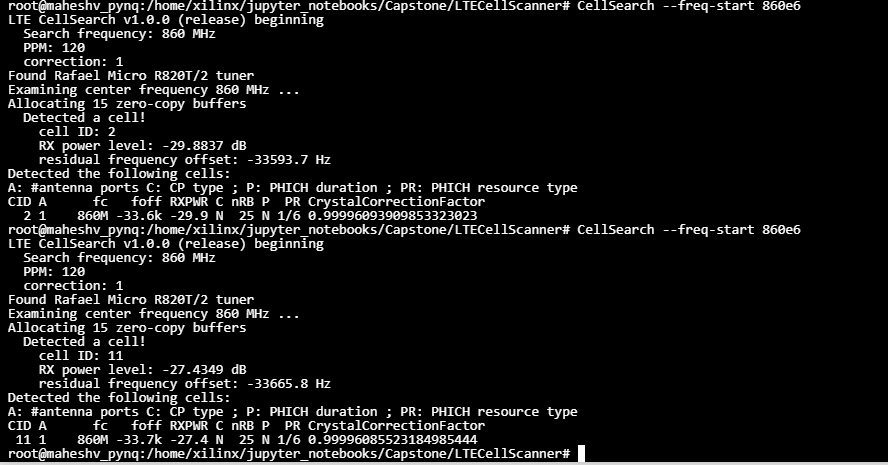 root@maheshv_pynq:/home/xilinx/jupyter_notebooks/Capstone/LTECellScanner# CellSearch --freq-start 860e6
LTE CellSearch v1.0.0 (release) beginning
  Search frequency: 860 MHz
  PPM: 120
  correction: 1
Found Rafael Micro R820T/2 tuner
Examining center frequency 860 MHz ...
Allocating 15 zero-copy buffers
  Detected a cell!
    cell ID: 2
    RX power level: -29.8837 dB
    residual frequency offset: -33593.7 Hz
Detected the following cells:
A: #antenna ports C: CP type ; P: PHICH duration ; PR: PHICH resource type
CID A      fc   foff RXPWR C nRB P  PR CrystalCorrectionFactor
  2 1    860M -33.6k -29.9 N  25 N 1/6 0.99996093909853323023
root@maheshv_pynq:/home/xilinx/jupyter_notebooks/Capstone/LTECellScanner# CellSearch --freq-start 860e6
LTE CellSearch v1.0.0 (release) beginning
  Search frequency: 860 MHz
  PPM: 120
  correction: 1
Found Rafael Micro R820T/2 tuner
Examining center frequency 860 MHz ...
Allocating 15 zero-copy buffers
  Detected a cell!
    cell ID: 11
    RX power level: -27.4349 dB
    residual frequency offset: -33665.8 Hz
Detected the following cells:
A: #antenna ports C: CP type ; P: PHICH duration ; PR: PHICH resource type
CID A      fc   foff RXPWR C nRB P  PR CrystalCorrectionFactor
 11 1    860M -33.7k -27.4 N  25 N 1/6 0.99996085523184985444
root@maheshv_pynq:/home/xilinx/jupyter_notebooks/Capstone/LTECellScanner#